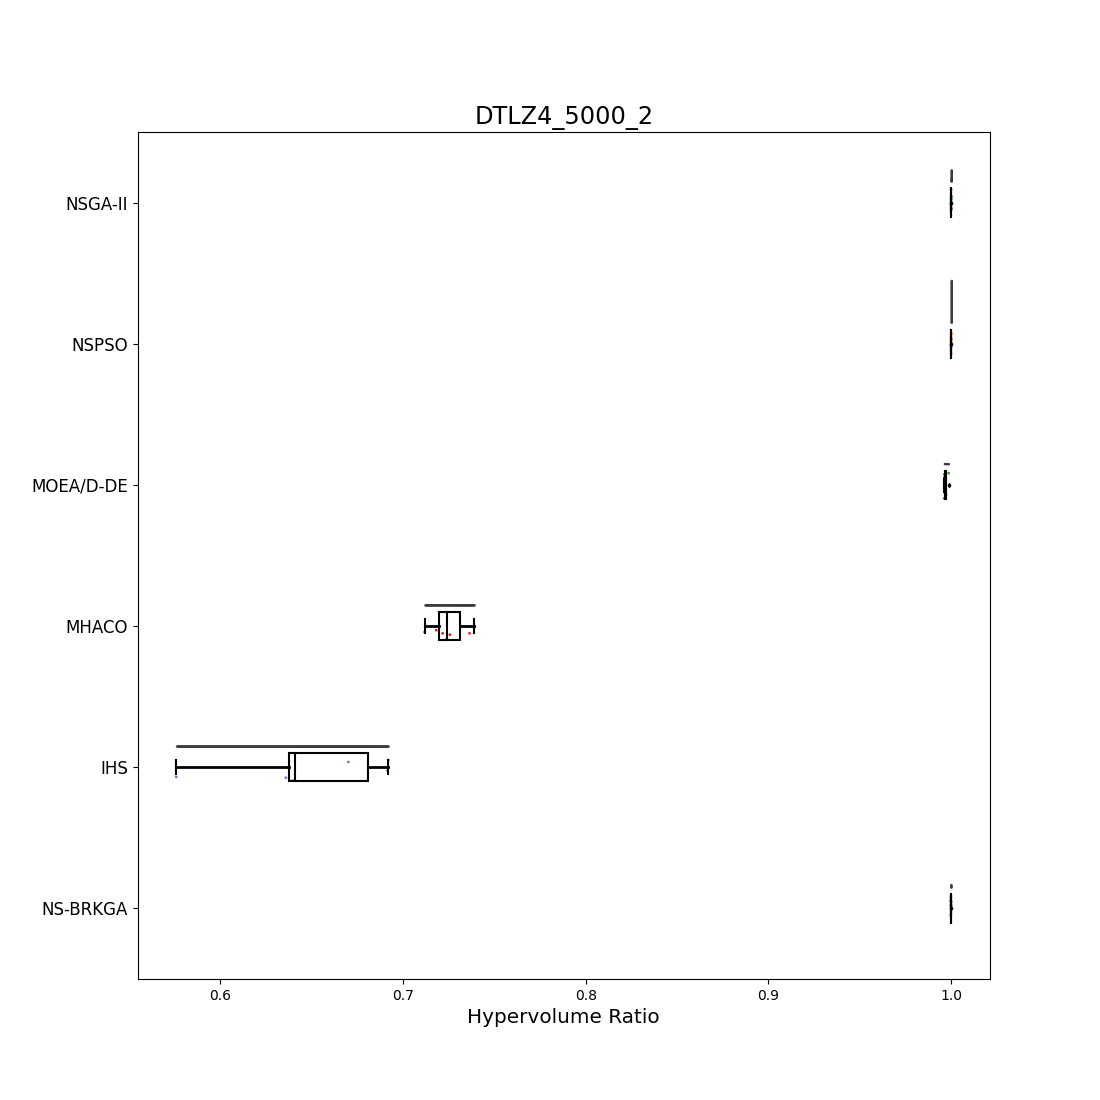 DTLZ4_5000_2
NSGA-II
NSPSO
MOEA/D-DE
MHACO
IHS
NS-BRKGA
0.6 0.7 0.8 0.9 1.0
Hypervolume Ratio